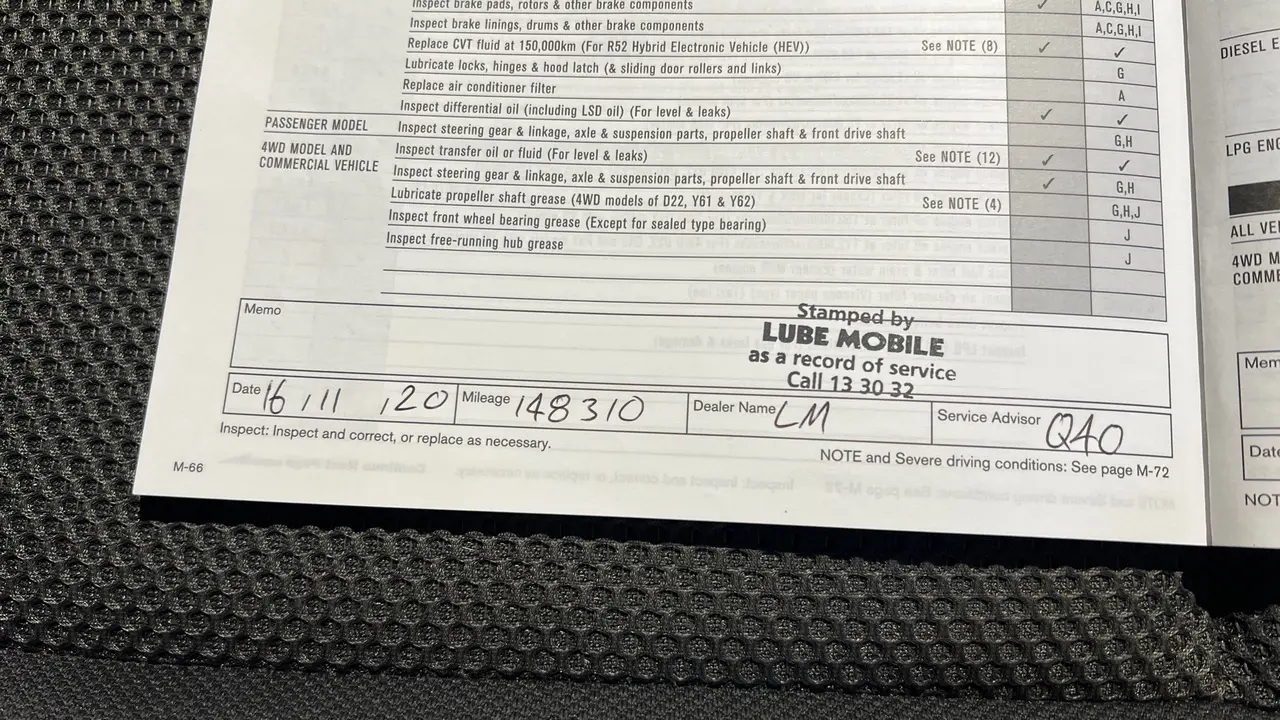 Inspect brake pads, rotors & other brake components ✓ A,C,G,H,I
Inspect brake linings, drums & other brake components A,C,G,H,I
Replace CVT fluid at 150,000km (For R52 Hybrid Electronic Vehicle (HEV)) See NOTE (8) ✓ ✓
Lubricate locks, hinges & hood latch (& sliding door rollers and links) G
Replace air conditioner filter A
Inspect differential oil (including LSD oil) (For level & leaks) ✓ ✓
PASSENGER MODEL Inspect steering gear & linkage, axle & suspension parts, propeller shaft & front drive shaft G,H
4WD MODEL AND COMMERCIAL VEHICLE Inspect transfer oil or fluid (For level & leaks) See NOTE (12) ✓ ✓
Inspect steering gear & linkage, axle & suspension parts, propeller shaft & front drive shaft ✓ G,H
Lubricate propeller shaft grease (4WD models of D22, Y61 & Y62) See NOTE (4) G,H,J
Inspect front wheel bearing grease (Except for sealed type bearing) J
Inspect free-running hub grease J
Memo
Stamped by
LUBE MOBILE
as a record of service
Call 13 30 32
Date 16/11/20 Mileage 148310 Dealer Name LM Service Advisor Q40
Inspect: Inspect and correct, or replace as necessary.
NOTE and Severe driving conditions: See page M-72
M-66
DIESEL
LPG
ALL
4WD